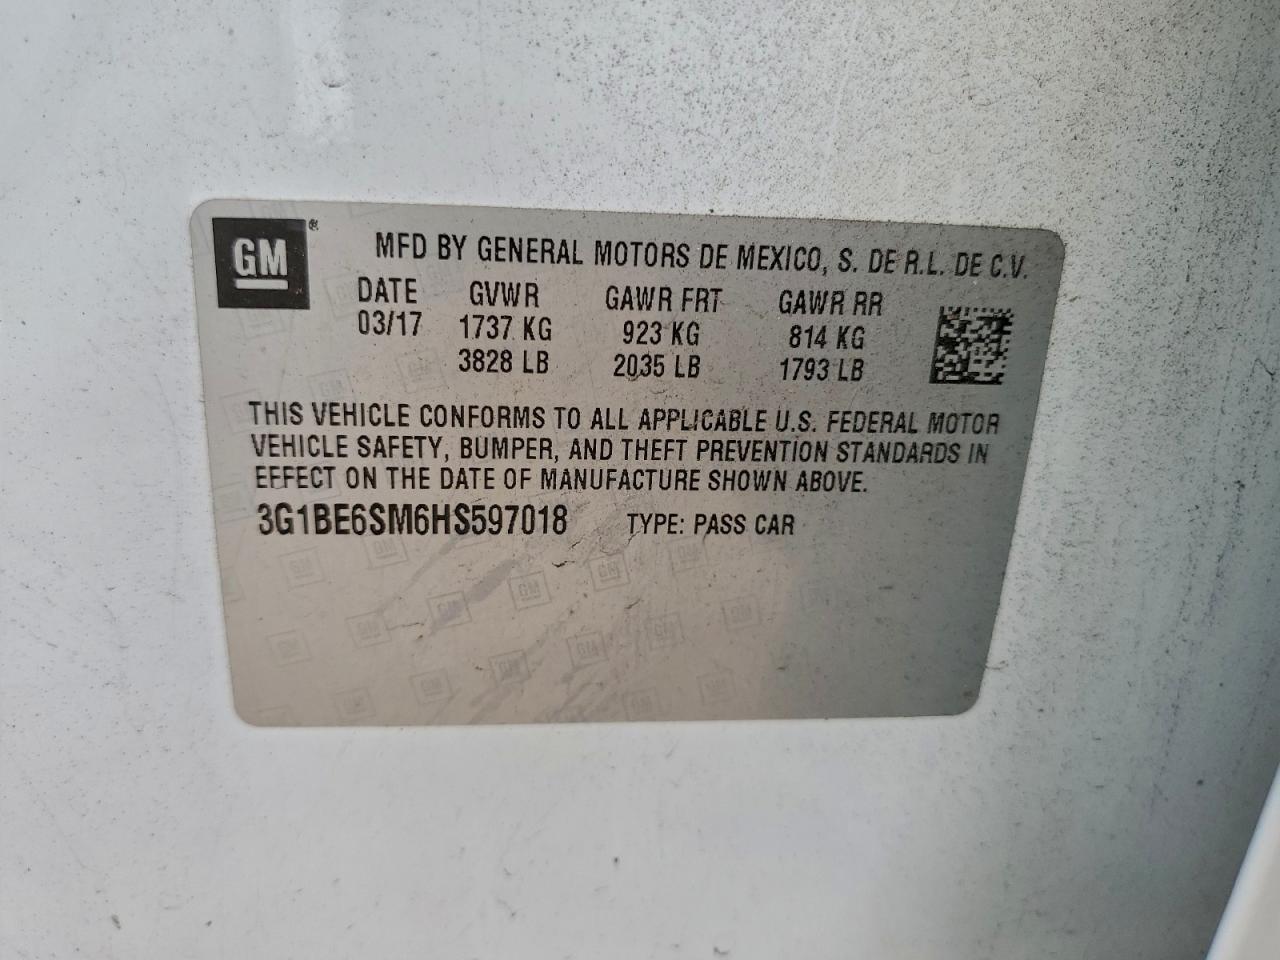 GM ®
MFD BY GENERAL MOTORS DE MEXICO, S. DE R.L. DE C.V.
DATE GVWR GAWR FRT GAWR RR
03/17 1737 KG 923 KG 814 KG
3828 LB 2035 LB 1793 LB
THIS VEHICLE CONFORMS TO ALL APPLICABLE U.S. FEDERAL MOTOR
VEHICLE SAFETY, BUMPER, AND THEFT PREVENTION STANDARDS IN
EFFECT ON THE DATE OF MANUFACTURE SHOWN ABOVE.
3G1BE6SM6HS597018 TYPE: PASS CAR